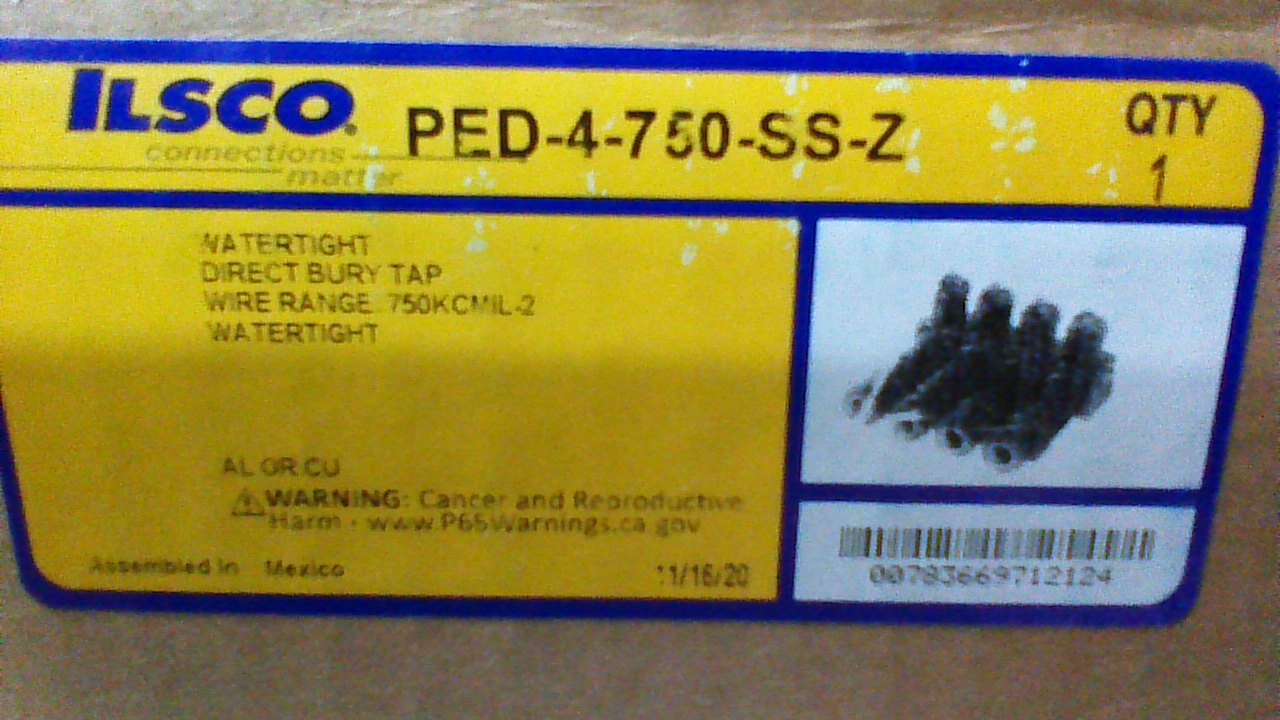 ILSCO
connections
matter
PED-4-750-SS-Z
QTY
1
WATERTIGHT
DIRECT BURY TAP
WIRE RANGE 750KCMIL-2
WATERTIGHT
AL OR CU
WARNING: Cancer and Reproductive
Harm - www.P65Warnings.ca.gov
Assembled in Mexico
11/16/20
00783669712124